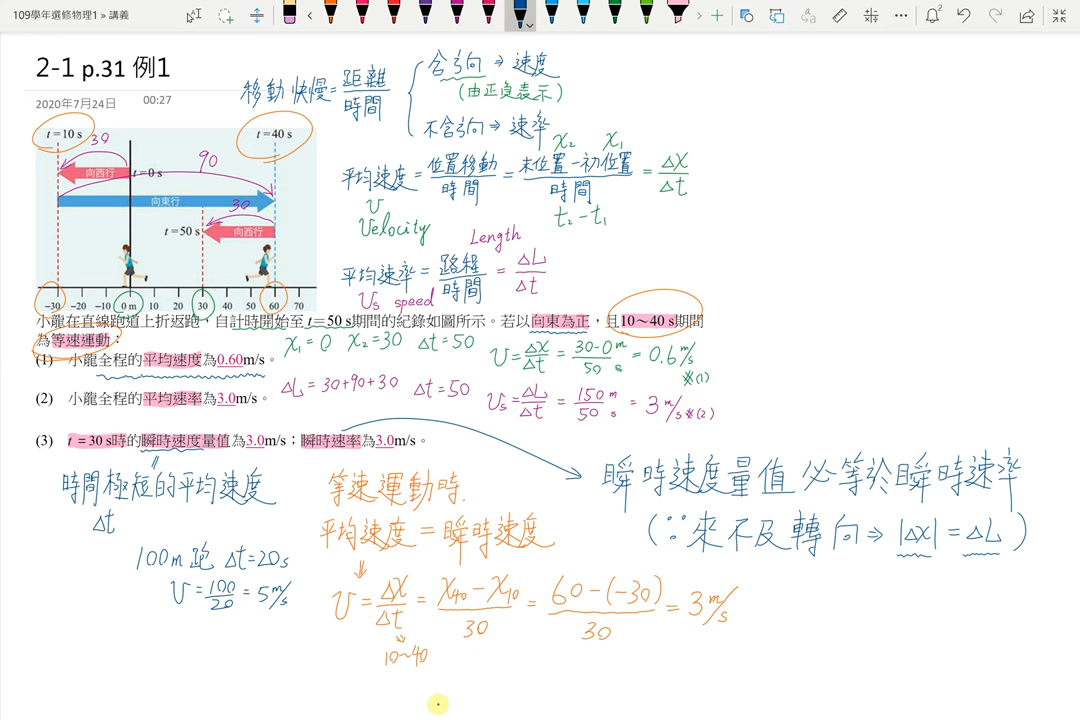 109學年選修物理1 » 講義
2-1 p.31 例1
2020年7月24日 00:27
移動快慢=距離/時間
含方向⇒速度
(由正負表示)
不含方向⇒速率
t=10 s
t=40 s
39
90
向西行
t=0 s
向東行
30
t=50 s
向西行
-30 -20 -10 0 m 10 20 30 40 50 60 70
x₂ x₁
平均速度=位置移動/時間=末位置-初位置/時間=Δx/Δt
t₂-t₁
v
Velocity
Length
平均速率=路程/時間=ΔL/Δt
Vs speed
小龍在直線跑道上折返跑,自計時開始至 t=50 s期間的紀錄如圖所示。若以向東為正,且10~40 s期間
為等速運動:
x₁=0 x₂=30 Δt=50
v=Δx/Δt=30-0 m/50 s=0.6 m/s ※(1)
(1) 小龍全程的平均速度為0.60m/s。
ΔL=30+90+30 Δt=50
Vs=ΔL/Δt=150 m/50 s=3 m/s ※(2)
(2) 小龍全程的平均速率為3.0m/s。
(3) t=30 s時的瞬時速度量值為3.0m/s;瞬時速率為3.0m/s。
時間極短的平均速度
Δt
100m跑 Δt=20s
v=100/20=5 m/s
等速運動時.
平均速度=瞬時速度
v=Δx/Δt=x₄₀-x₁₀/30=60-(-30)/30=3 m/s
10~40
瞬時速度量值必等於瞬時速率
(∵來不及轉向⇒|Δx|=ΔL)